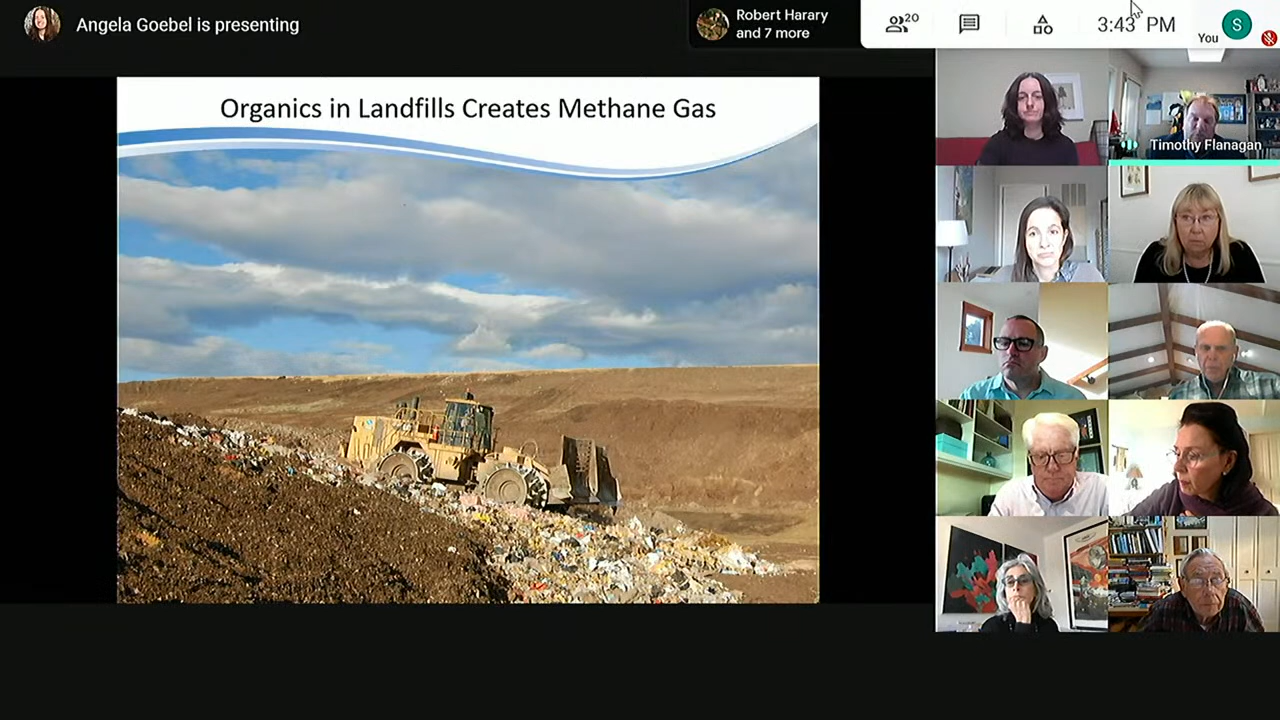 Angela Goebel is presenting
Robert Harary
and 7 more
20
3:43 PM
You
S
Organics in Landfills Creates Methane Gas
Timothy Flanagan